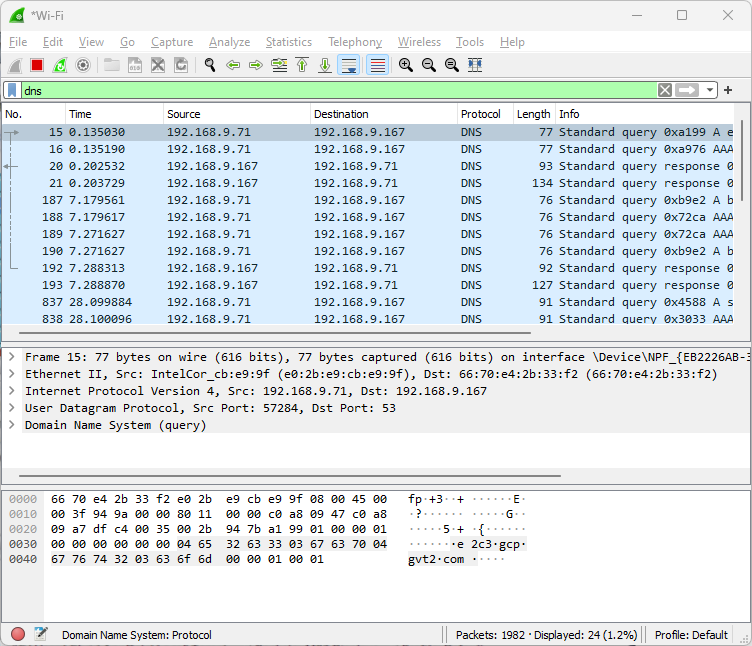 *Wi-Fi
File Edit View Go Capture Analyze Statistics Telephony Wireless Tools Help
dns
No. Time Source Destination Protocol Length Info
15 0.135030 192.168.9.71 192.168.9.167 DNS 77 Standard query 0xa199 A e
16 0.135190 192.168.9.71 192.168.9.167 DNS 77 Standard query 0xa976 AAA
20 0.202532 192.168.9.167 192.168.9.71 DNS 93 Standard query response 0
21 0.203729 192.168.9.167 192.168.9.71 DNS 134 Standard query response 0
187 7.179561 192.168.9.71 192.168.9.167 DNS 76 Standard query 0xb9e2 A b
188 7.179617 192.168.9.71 192.168.9.167 DNS 76 Standard query 0x72ca AAA
189 7.271627 192.168.9.71 192.168.9.167 DNS 76 Standard query 0x72ca AAA
190 7.271627 192.168.9.71 192.168.9.167 DNS 76 Standard query 0xb9e2 A b
192 7.288313 192.168.9.167 192.168.9.71 DNS 92 Standard query response 0
193 7.288870 192.168.9.167 192.168.9.71 DNS 127 Standard query response 0
837 28.099884 192.168.9.71 192.168.9.167 DNS 91 Standard query 0x4588 A s
838 28.100096 192.168.9.71 192.168.9.167 DNS 91 Standard query 0x3033 AAA
Frame 15: 77 bytes on wire (616 bits), 77 bytes captured (616 bits) on interface \Device\NPF_{EB2226AB-3
Ethernet II, Src: IntelCor_cb:e9:9f (e0:2b:e9:cb:e9:9f), Dst: 66:70:e4:2b:33:f2 (66:70:e4:2b:33:f2)
Internet Protocol Version 4, Src: 192.168.9.71, Dst: 192.168.9.167
User Datagram Protocol, Src Port: 57284, Dst Port: 53
Domain Name System (query)
0000 66 70 e4 2b 33 f2 e0 2b e9 cb e9 9f 08 00 45 00 fp·+3··+ ······E·
0010 00 3f 94 9a 00 00 80 11 00 00 c0 a8 09 47 c0 a8 ·?······ ·····G··
0020 09 a7 df c4 00 35 00 2b 94 7b a1 99 01 00 00 01 ·····5·+ ·{······
0030 00 00 00 00 00 00 04 65 32 63 33 03 67 63 70 04 ·······e 2c3·gcp·
0040 67 76 74 32 03 63 6f 6d 00 00 01 00 01 gvt2·com ·····
Domain Name System: Protocol
Packets: 1982 · Displayed: 24 (1.2%)
Profile: Default